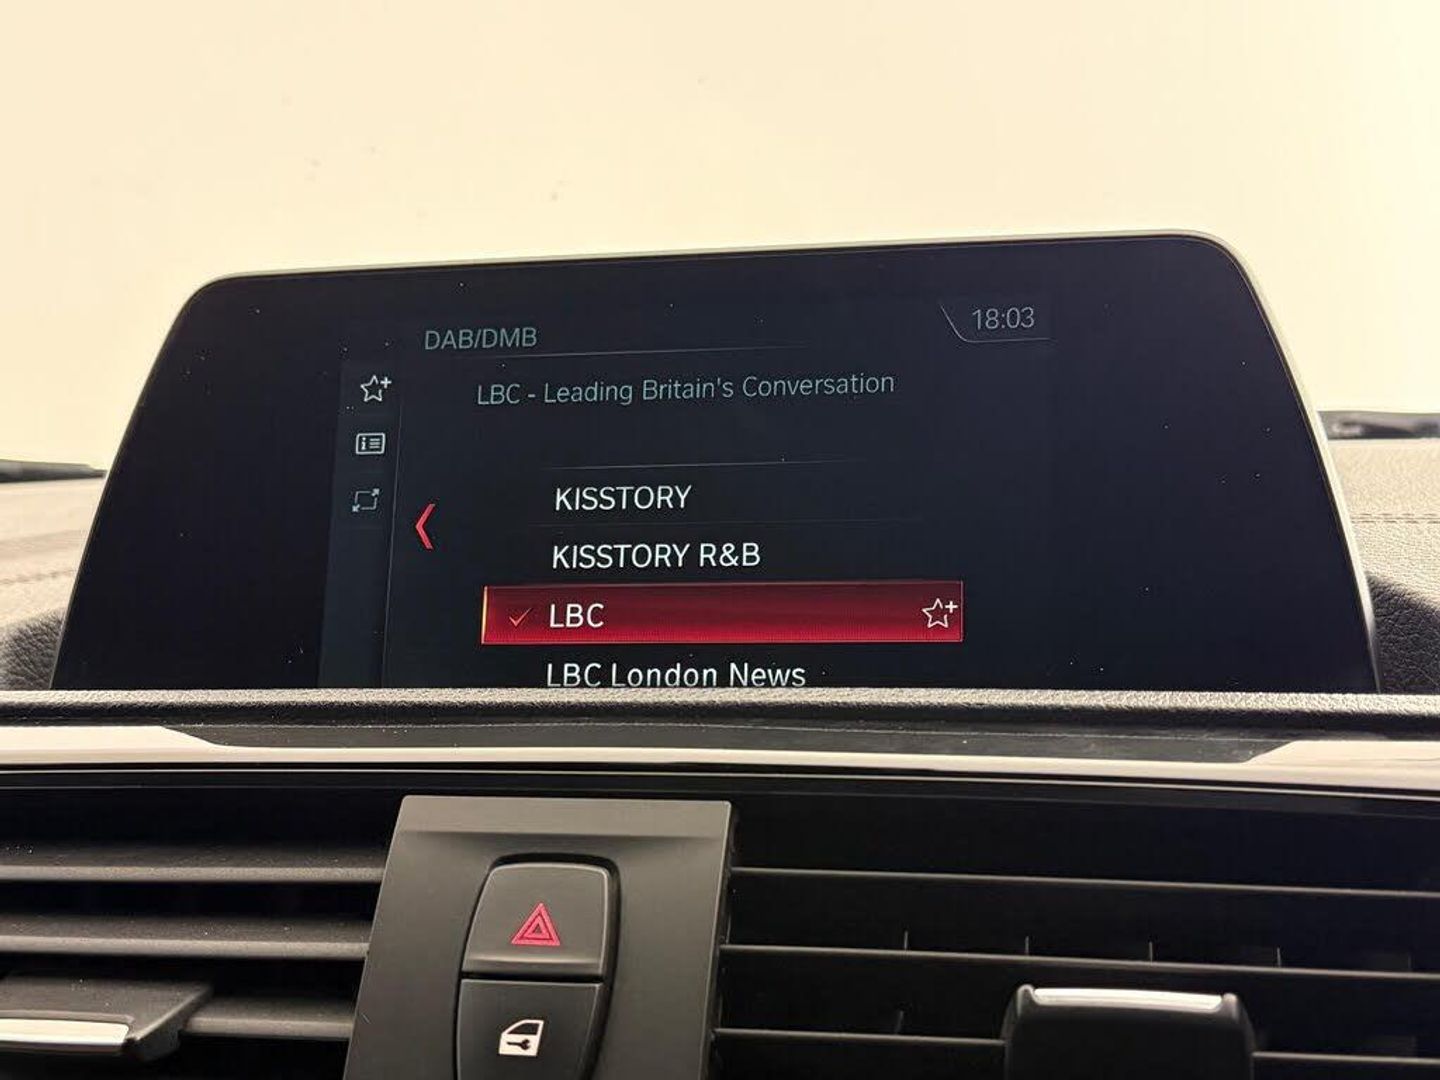 DAB/DMB
18:03
LBC - Leading Britain's Conversation
KISSTORY
KISSTORY R&B
LBC
LBC London News